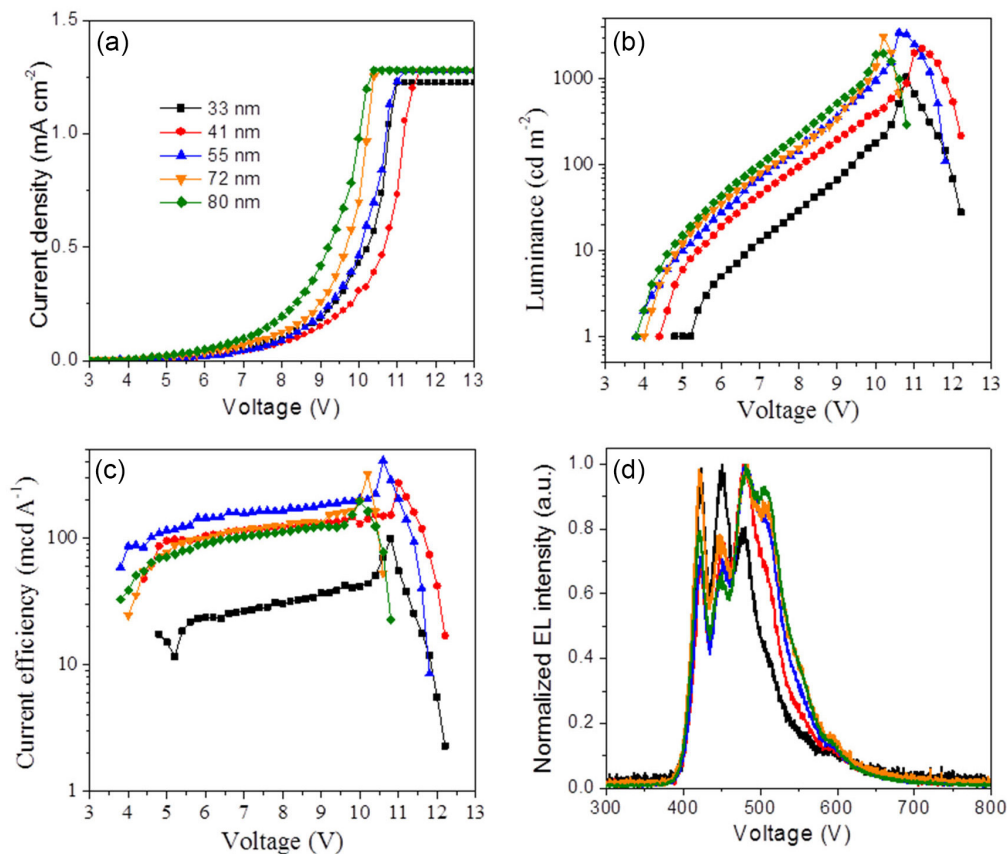 (a)
Current density (mA cm⁻²)
1.5
1.0
0.5
0.0
33 nm
41 nm
55 nm
72 nm
80 nm
3 4 5 6 7 8 9 10 11 12 13
Voltage (V)
(b)
Luminance (cd m⁻²)
1000
100
10
1
3 4 5 6 7 8 9 10 11 12 13
Voltage (V)
(c)
Current efficiency (mcd A⁻¹)
100
10
1
3 4 5 6 7 8 9 10 11 12 13
Voltage (V)
(d)
Normalized EL intensity (a.u.)
1.0
0.8
0.6
0.4
0.2
0.0
300 400 500 600 700 800
Voltage (V)